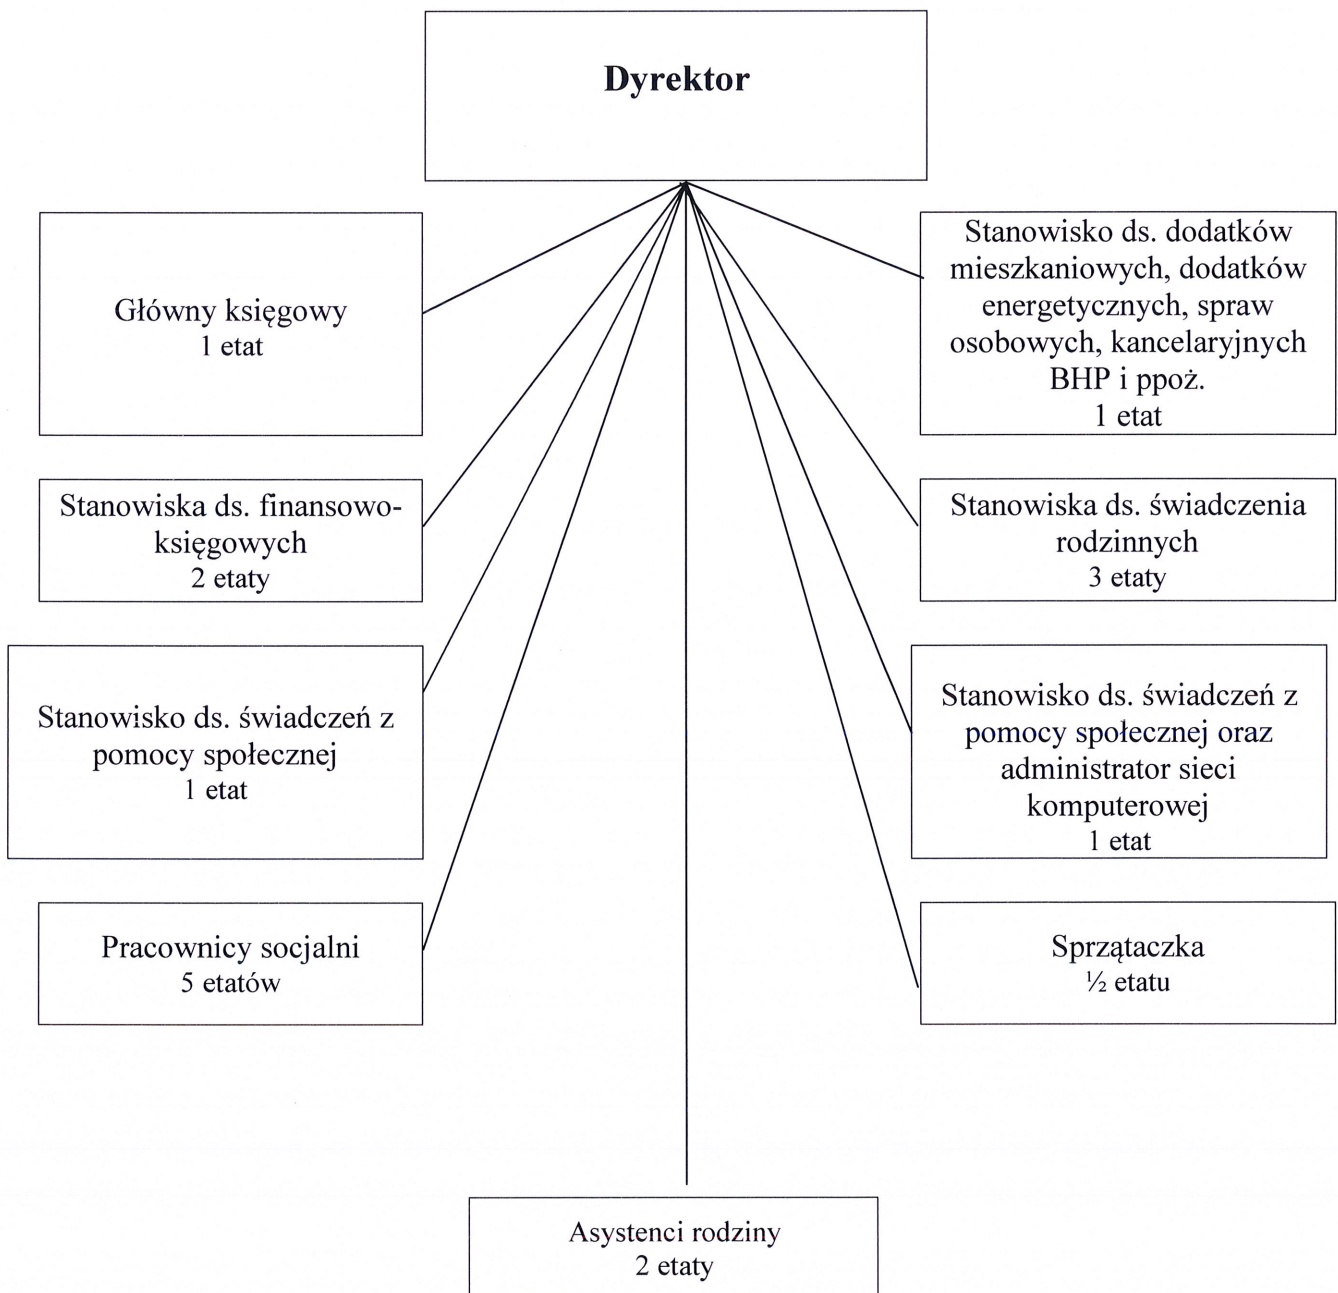 Dyrektor
Główny księgowy
1 etat
Stanowisko ds. dodatków
mieszkaniowych, dodatków
energetycznych, spraw
osobowych, kancelaryjnych
BHP i ppoż.
1 etat
Stanowiska ds. finansowo-
księgowych
2 etaty
Stanowiska ds. świadczenia
rodzinnych
3 etaty
Stanowisko ds. świadczeń z
pomocy społecznej
1 etat
Stanowisko ds. świadczeń z
pomocy społecznej oraz
administrator sieci
komputerowej
1 etat
Pracownicy socjalni
5 etatów
Sprzątaczka
½ etatu
Asystenci rodziny
2 etaty